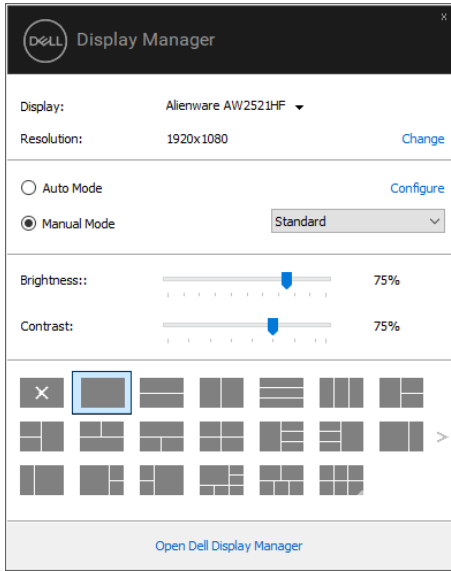 x
DELL Display Manager
Display: Alienware AW2521HF
Resolution: 1920x1080 Change
Auto Mode Configure
Manual Mode Standard
Brightness:: 75%
Contrast: 75%
Open Dell Display Manager